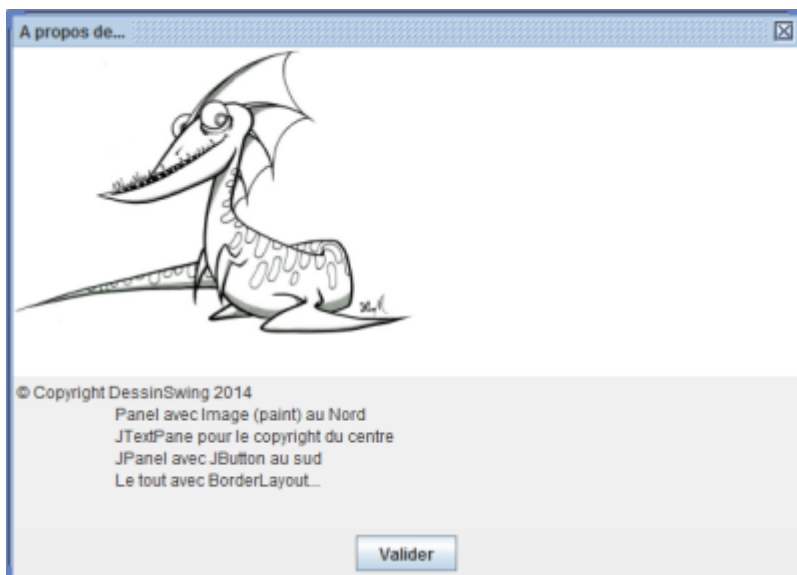 A propos de...
© Copyright DessinSwing 2014
Panel avec Image (paint) au Nord
JTextPane pour le copyright du centre
JPanel avec JButton au sud
Le tout avec BorderLayout...
Valider